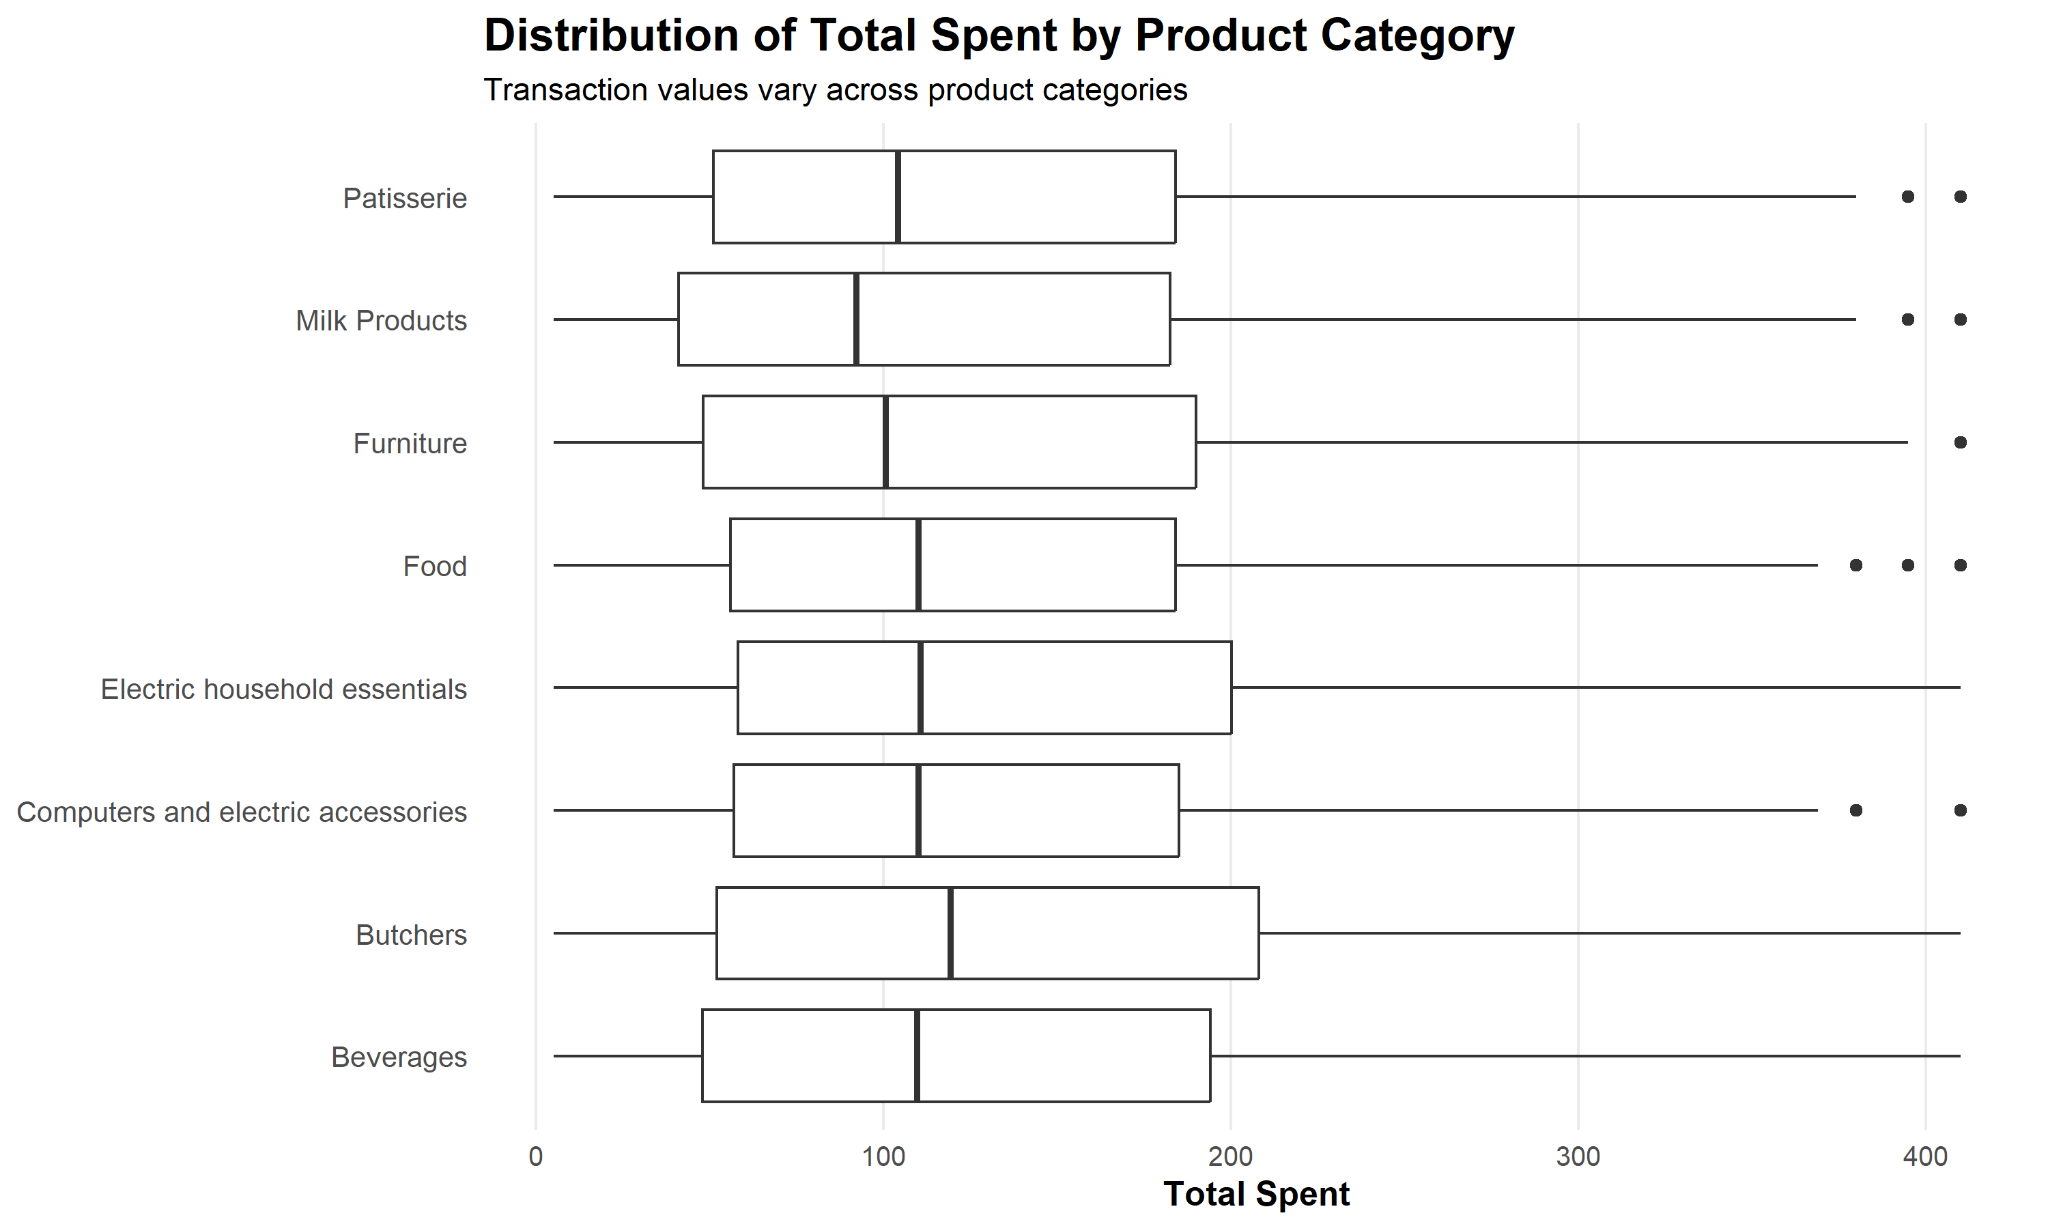 Distribution of Total Spent by Product Category
Transaction values vary across product categories
Patisserie
Milk Products
Furniture
Food
Electric household essentials
Computers and electric accessories
Butchers
Beverages
0 100 200 300 400
Total Spent